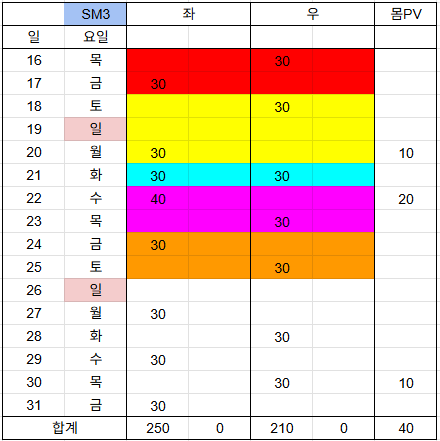 SM3 좌 우 몸PV
일 요일
16 목 30
17 금 30
18 토 30
19 일
20 월 30 10
21 화 30 30
22 수 40 20
23 목 30
24 금 30
25 토 30
26 일
27 월 30
28 화 30
29 수 30
30 목 30 10
31 금 30
합계 250 0 210 0 40